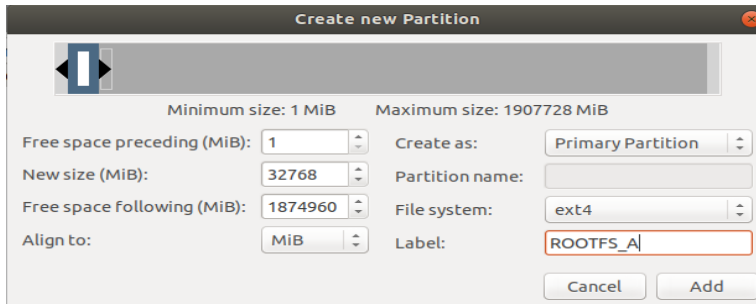 Create new Partition
Minimum size: 1 MiB Maximum size: 1907728 MiB
Free space preceding (MiB): 1 Create as: Primary Partition
New size (MiB): 32768 Partition name:
Free space following (MiB): 1874960 File system: ext4
Align to: MiB Label: ROOTFS_A
Cancel Add